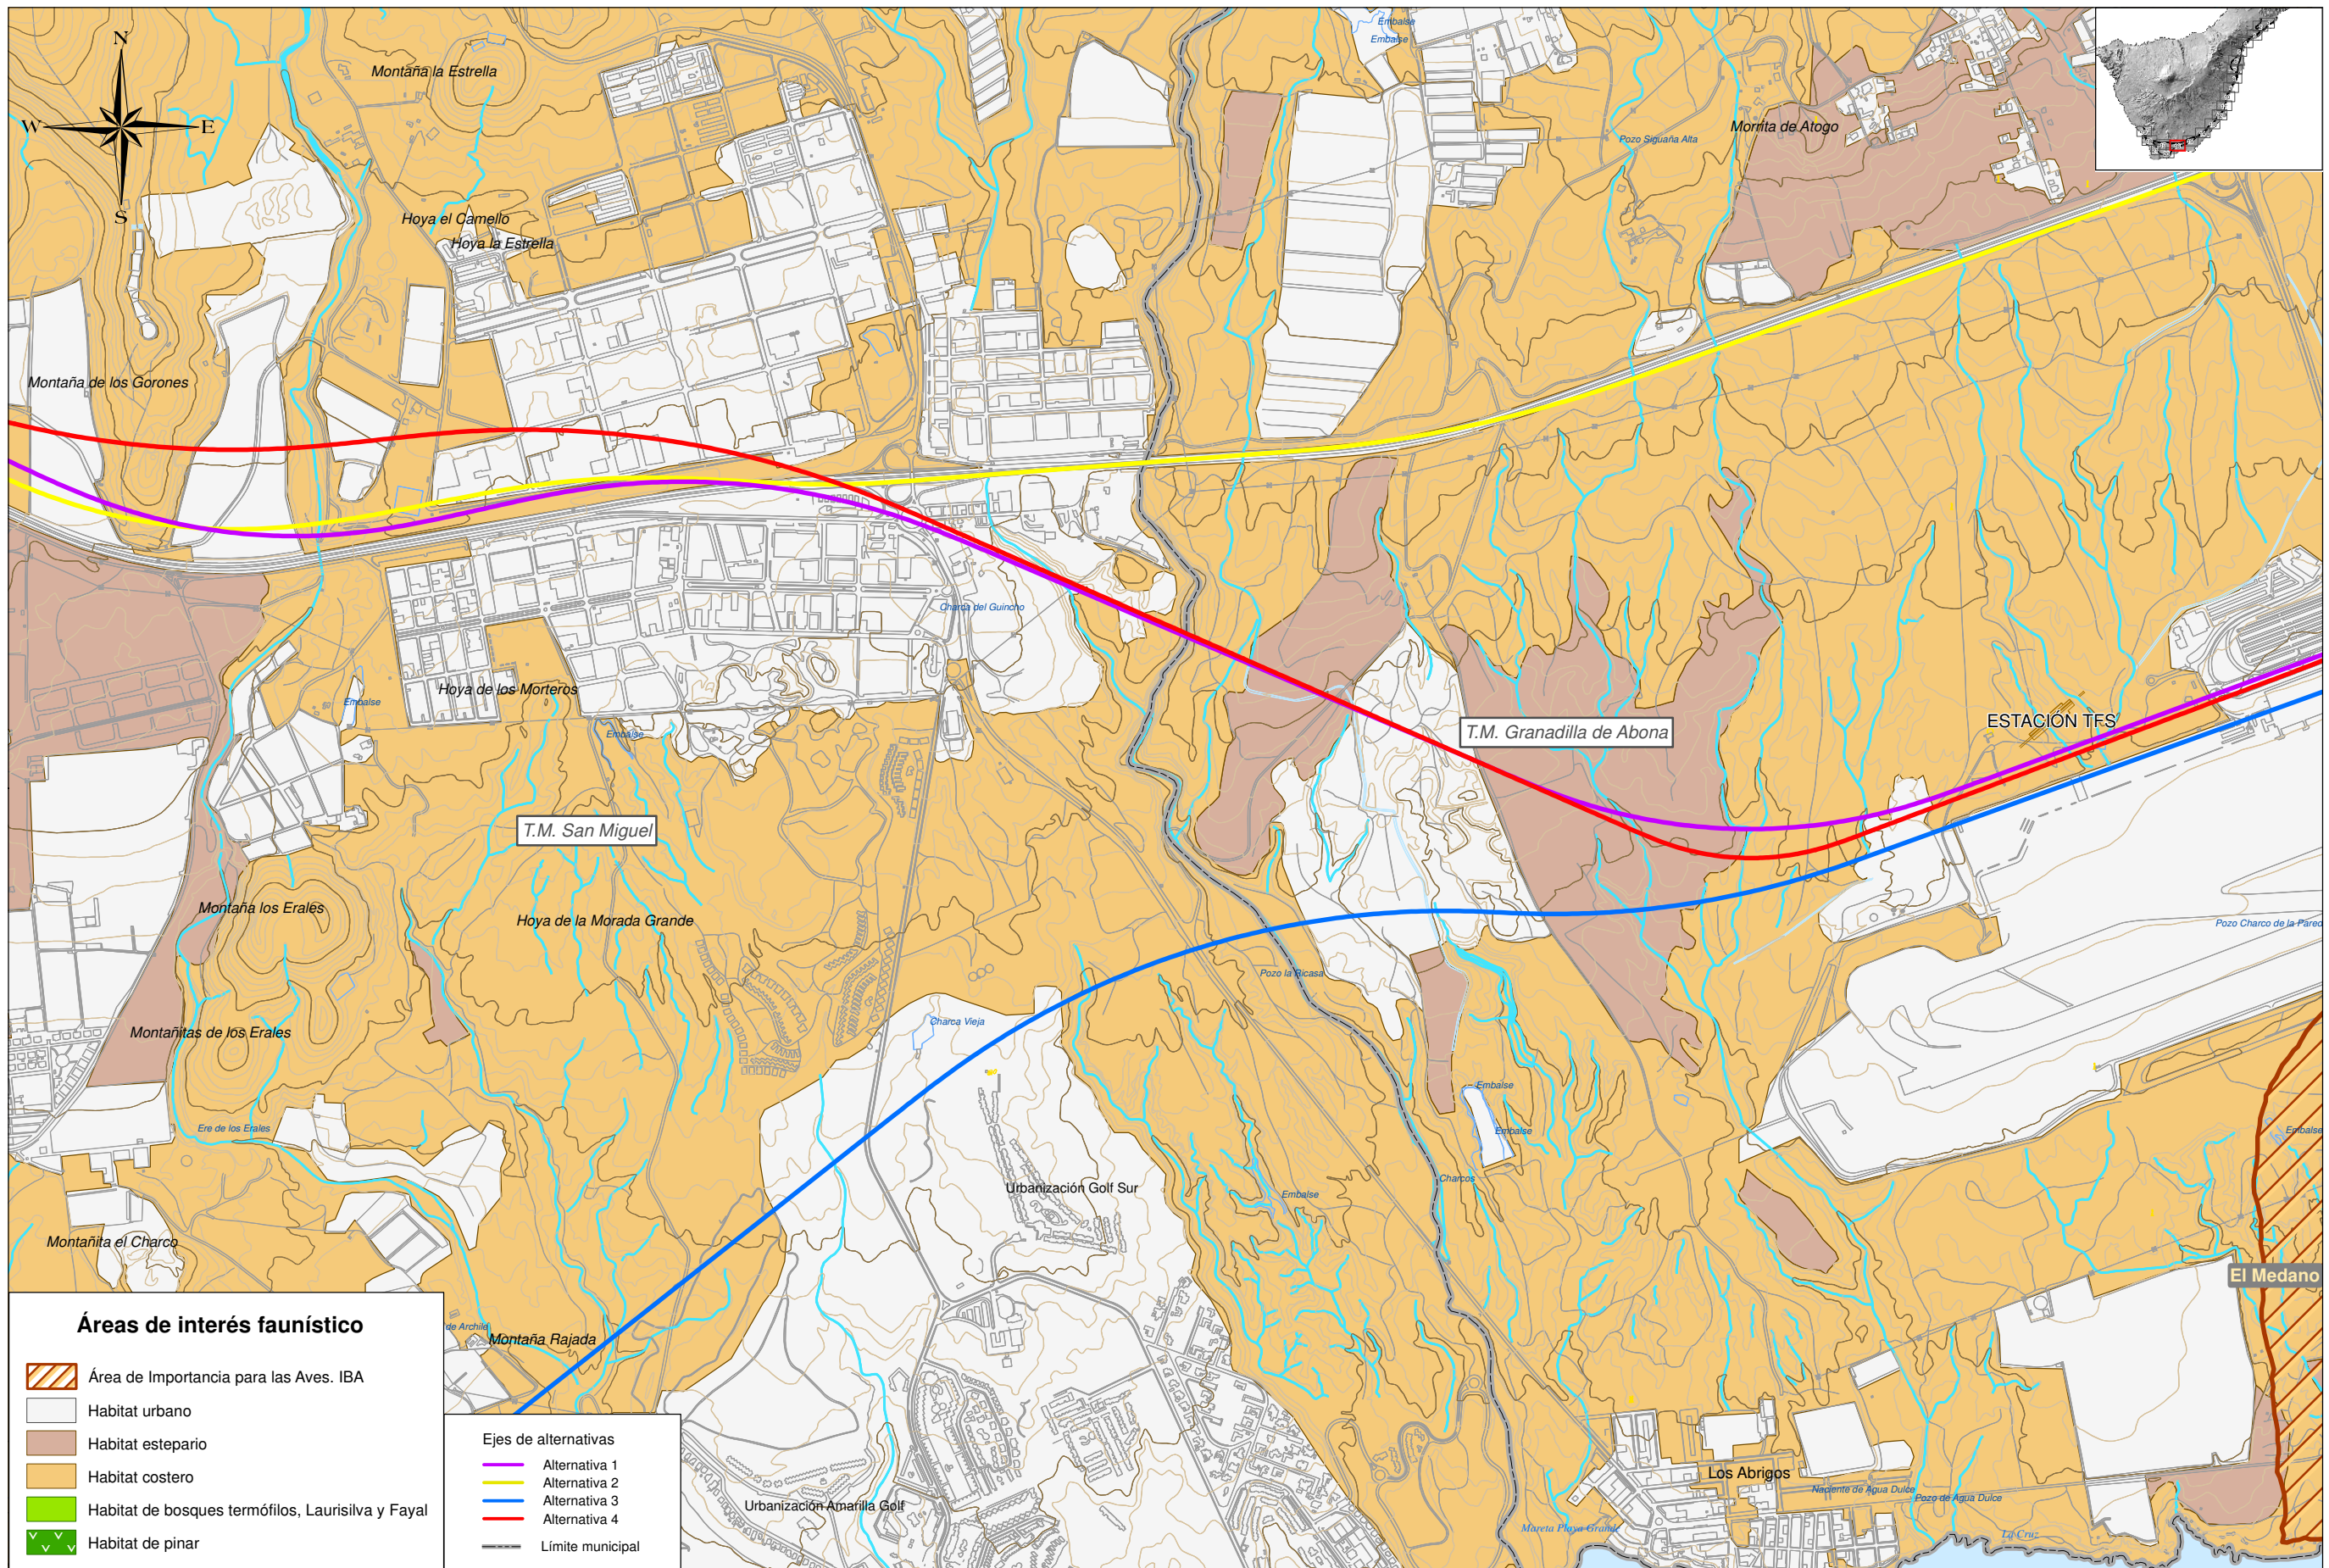 Embalse
Embalse
N
W
E
S
Montaña la Estrella
Morrita de Atogo
Pozo Siguaña Alta
Hoya el Camello
Hoya la Estrella
Montaña de los Gorones
Charca del Guincho
Hoya de los Morteros
Embalse
Embalse
ESTACIÓN TFS
T.M. Granadilla de Abona
T.M. San Miguel
Montaña los Erales
Hoya de la Morada Grande
Pozo Charco de la Pared
Pozo la Ricasa
Charca Vieja
Montañitas de los Erales
Embalse
Ere de los Erales
Embalse
Embalse
Charcos
Urbanización Golf Sur
Embalse
Montañita el Charco
El Medano
de Archile
Montaña Rajada
Los Abrigos
Naciente de Agua Dulce
Pozo de Agua Dulce
Urbanización Amarilla Golf
Mareta Playa Grande
La Cruz
Áreas de interés faunístico
Área de Importancia para las Aves. IBA
Habitat urbano
Habitat estepario
Habitat costero
Habitat de bosques termófilos, Laurisilva y Fayal
Habitat de pinar
Ejes de alternativas
Alternativa 1
Alternativa 2
Alternativa 3
Alternativa 4
Límite municipal